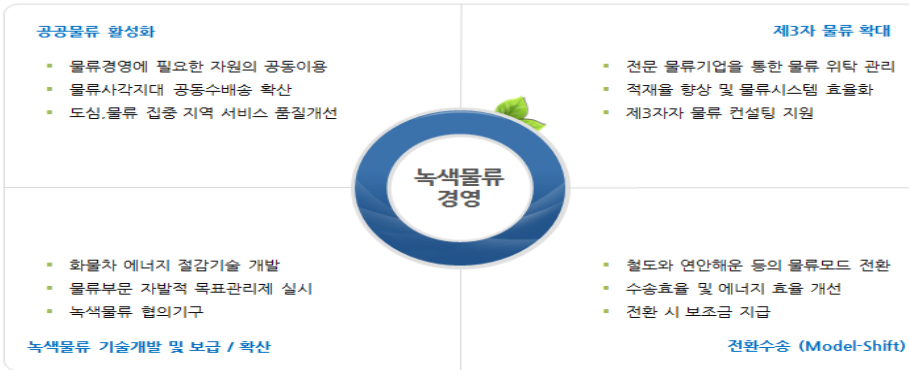 공공물류 활성화
물류경영에 필요한 자원의 공동이용
물류사각지대 공동수배송 확산
도심.물류 집중 지역 서비스 품질개선
제3자 물류 확대
전문 물류기업을 통한 물류 위탁 관리
적재율 향상 및 물류시스템 효율화
제3자자 물류 컨설팅 지원
녹색물류
경영
화물차 에너지 절감기술 개발
물류부문 자발적 목표관리제 실시
녹색물류 협의기구
녹색물류 기술개발 및 보급 / 확산
철도와 연안해운 등의 물류모드 전환
수송효율 및 에너지 효율 개선
전환 시 보조금 지급
전환수송 (Model-Shift)